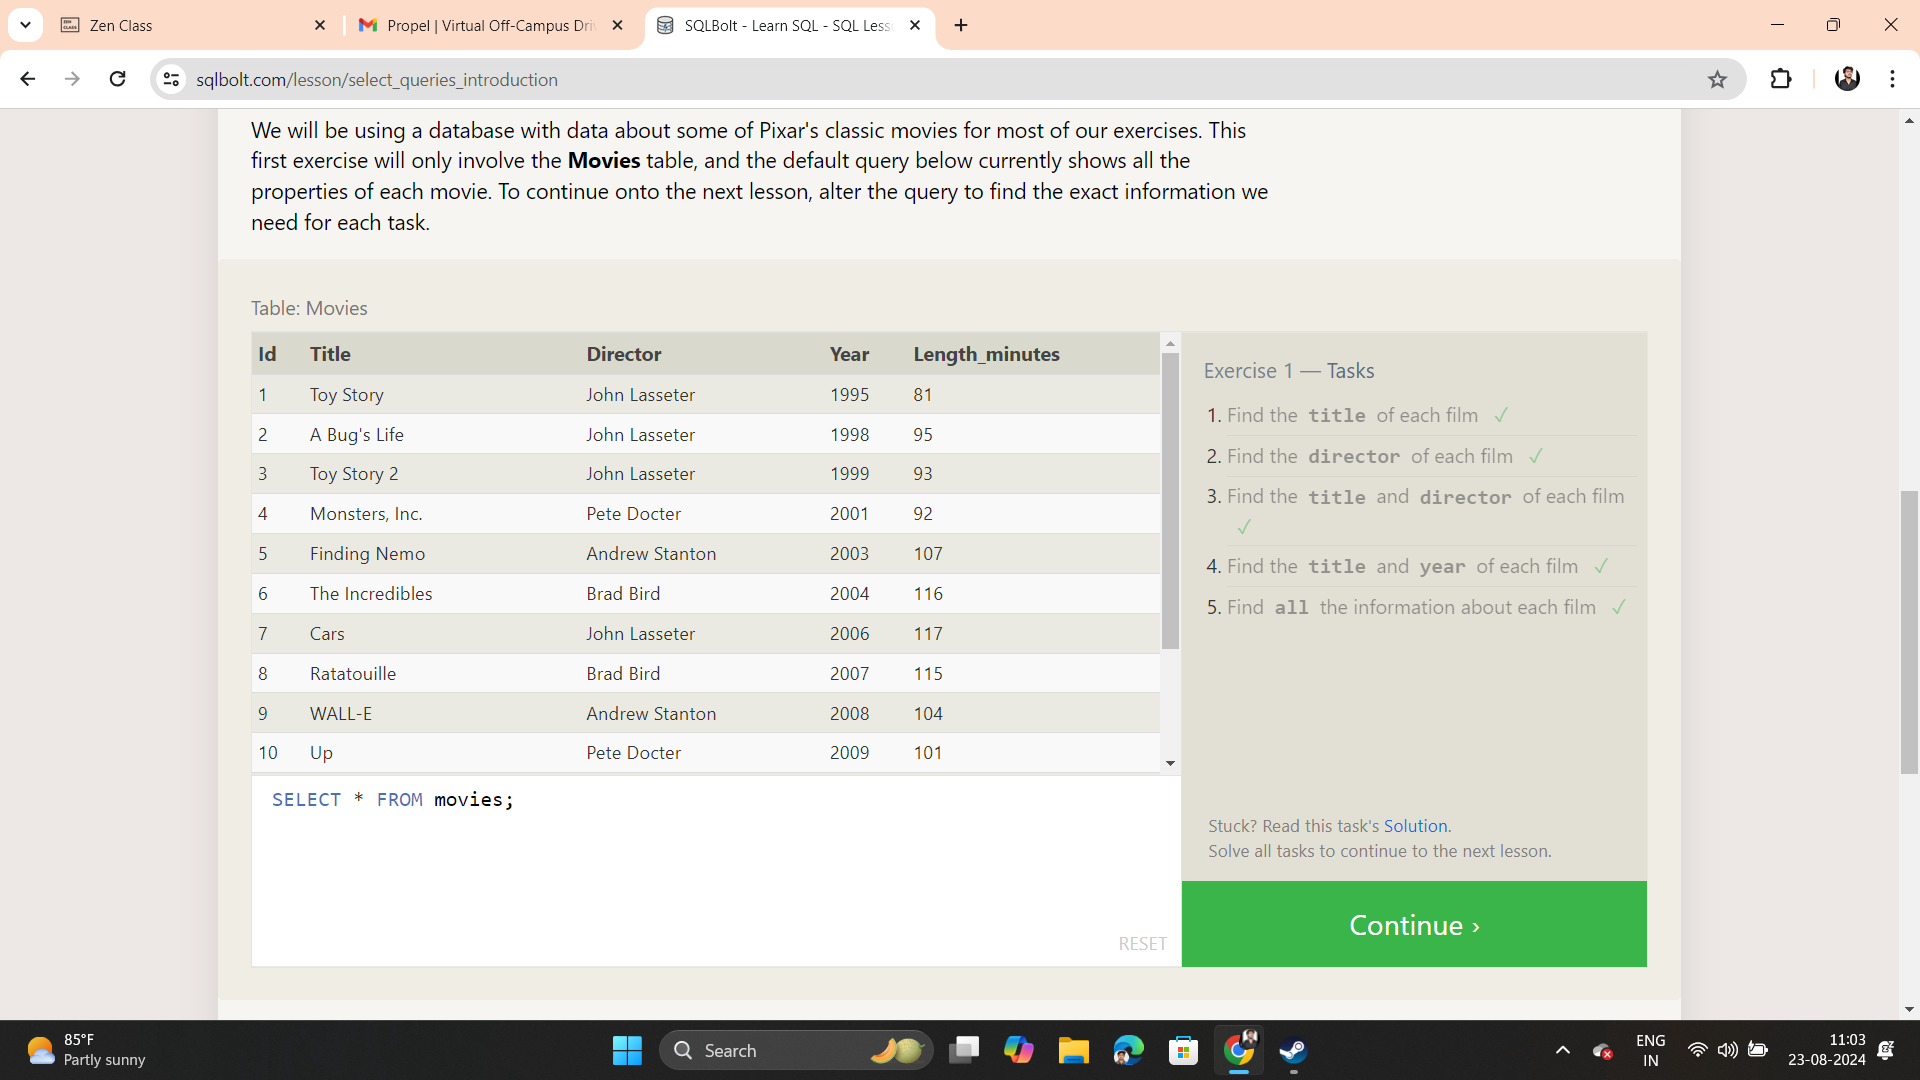 Zen Class
Propel | Virtual Off-Campus Dri
SQLBolt - Learn SQL - SQL Less
sqlbolt.com/lesson/select_queries_introduction
We will be using a database with data about some of Pixar's classic movies for most of our exercises. This
first exercise will only involve the Movies table, and the default query below currently shows all the
properties of each movie. To continue onto the next lesson, alter the query to find the exact information we
need for each task.
Table: Movies
Id Title Director Year Length_minutes
1 Toy Story John Lasseter 1995 81
2 A Bug's Life John Lasseter 1998 95
3 Toy Story 2 John Lasseter 1999 93
4 Monsters, Inc. Pete Docter 2001 92
5 Finding Nemo Andrew Stanton 2003 107
6 The Incredibles Brad Bird 2004 116
7 Cars John Lasseter 2006 117
8 Ratatouille Brad Bird 2007 115
9 WALL-E Andrew Stanton 2008 104
10 Up Pete Docter 2009 101
SELECT * FROM movies;
RESET
Exercise 1 — Tasks
1. Find the title of each film ✓
2. Find the director of each film ✓
3. Find the title and director of each film
✓
4. Find the title and year of each film ✓
5. Find all the information about each film ✓
Stuck? Read this task's Solution.
Solve all tasks to continue to the next lesson.
Continue ›
85°F
Partly sunny
Search
ENG
IN
11:03
23-08-2024